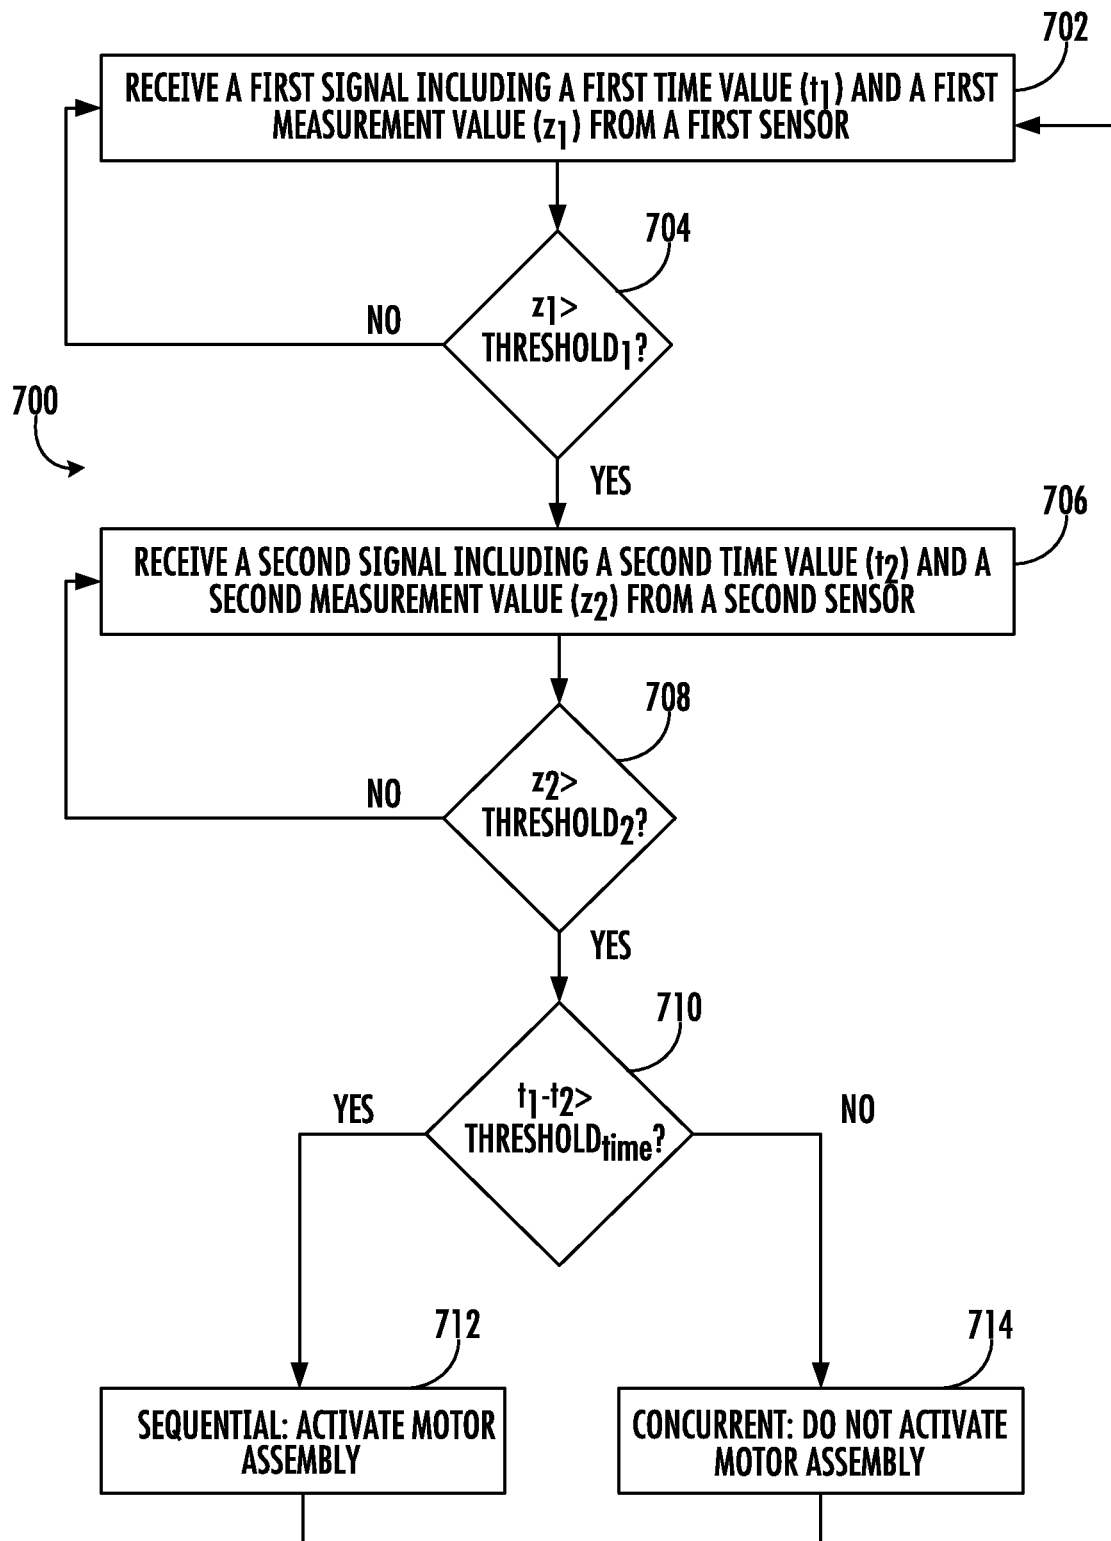 702
RECEIVE A FIRST SIGNAL INCLUDING A FIRST TIME VALUE (t1) AND A FIRST
MEASUREMENT VALUE (z1) FROM A FIRST SENSOR
704
z1>
THRESHOLD1?
NO
700
YES
706
RECEIVE A SECOND SIGNAL INCLUDING A SECOND TIME VALUE (t2) AND A
SECOND MEASUREMENT VALUE (z2) FROM A SECOND SENSOR
708
z2>
THRESHOLD2?
NO
YES
710
t1-t2>
THRESHOLDtime?
YES
NO
712
714
SEQUENTIAL: ACTIVATE MOTOR
ASSEMBLY
CONCURRENT: DO NOT ACTIVATE
MOTOR ASSEMBLY